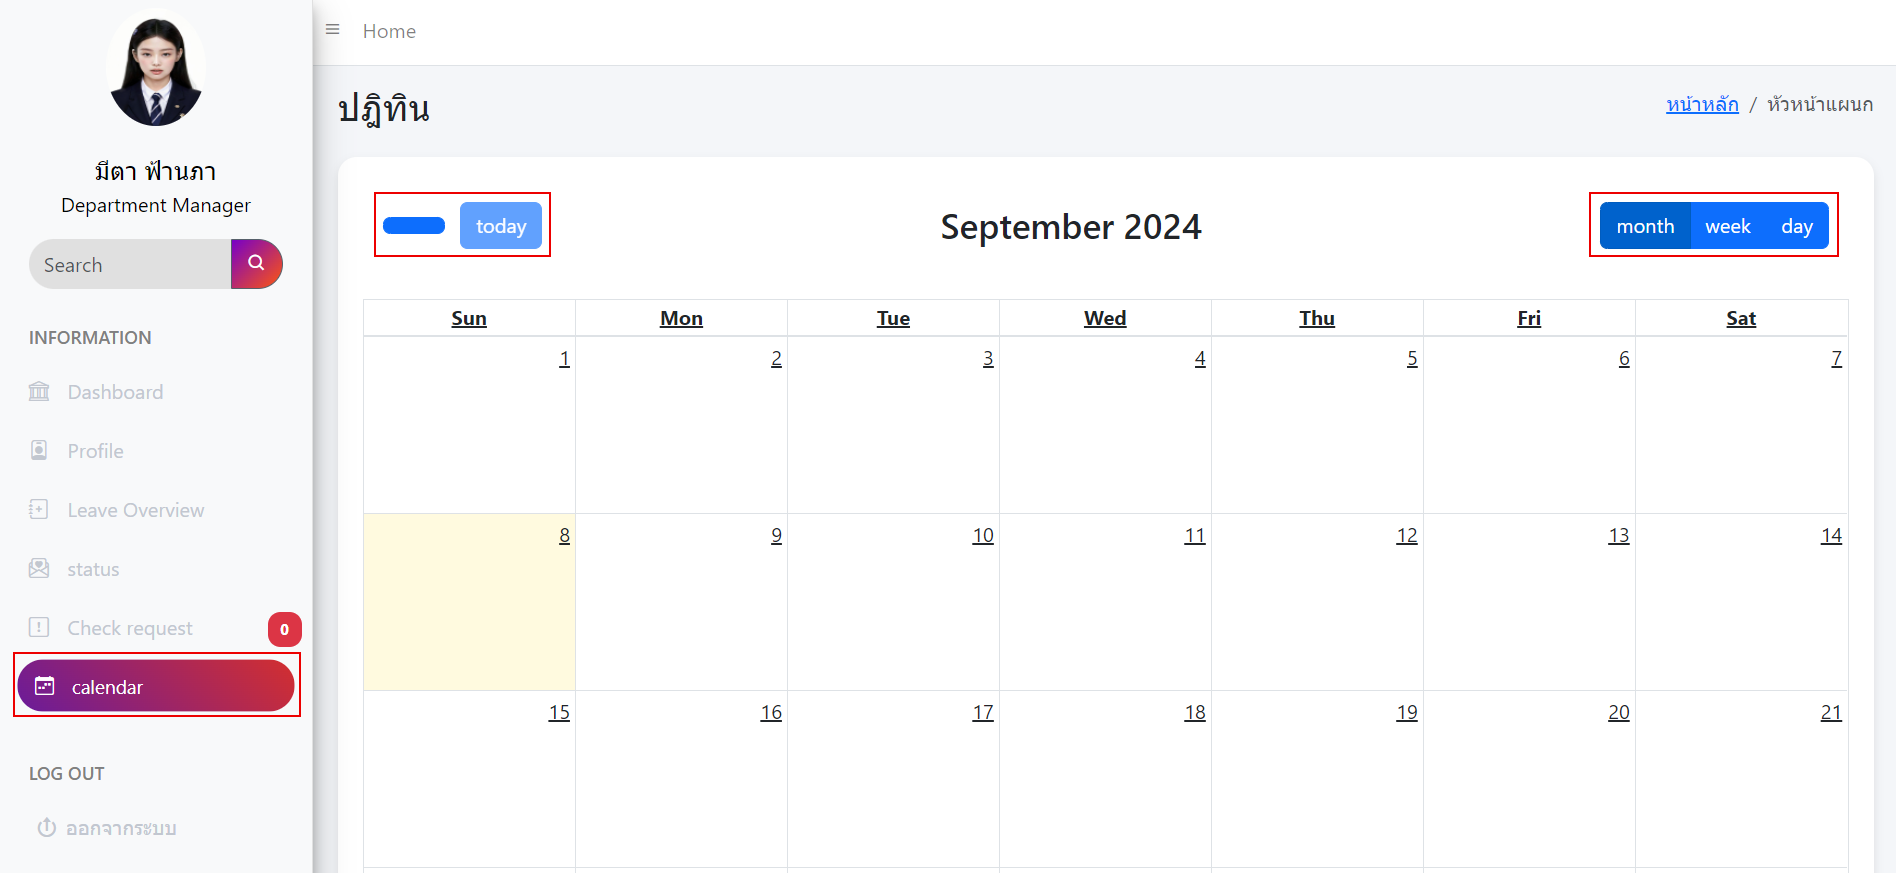 มีตา ฟ้านภา
Department Manager
Search
INFORMATION
Dashboard
Profile
Leave Overview
status
Check request 0
calendar
LOG OUT
ออกจากระบบ
Home
ปฎิทิน
หน้าหลัก / หัวหน้าแผนก
today
September 2024
month week day
Sun Mon Tue Wed Thu Fri Sat
1 2 3 4 5 6 7
8 9 10 11 12 13 14
15 16 17 18 19 20 21